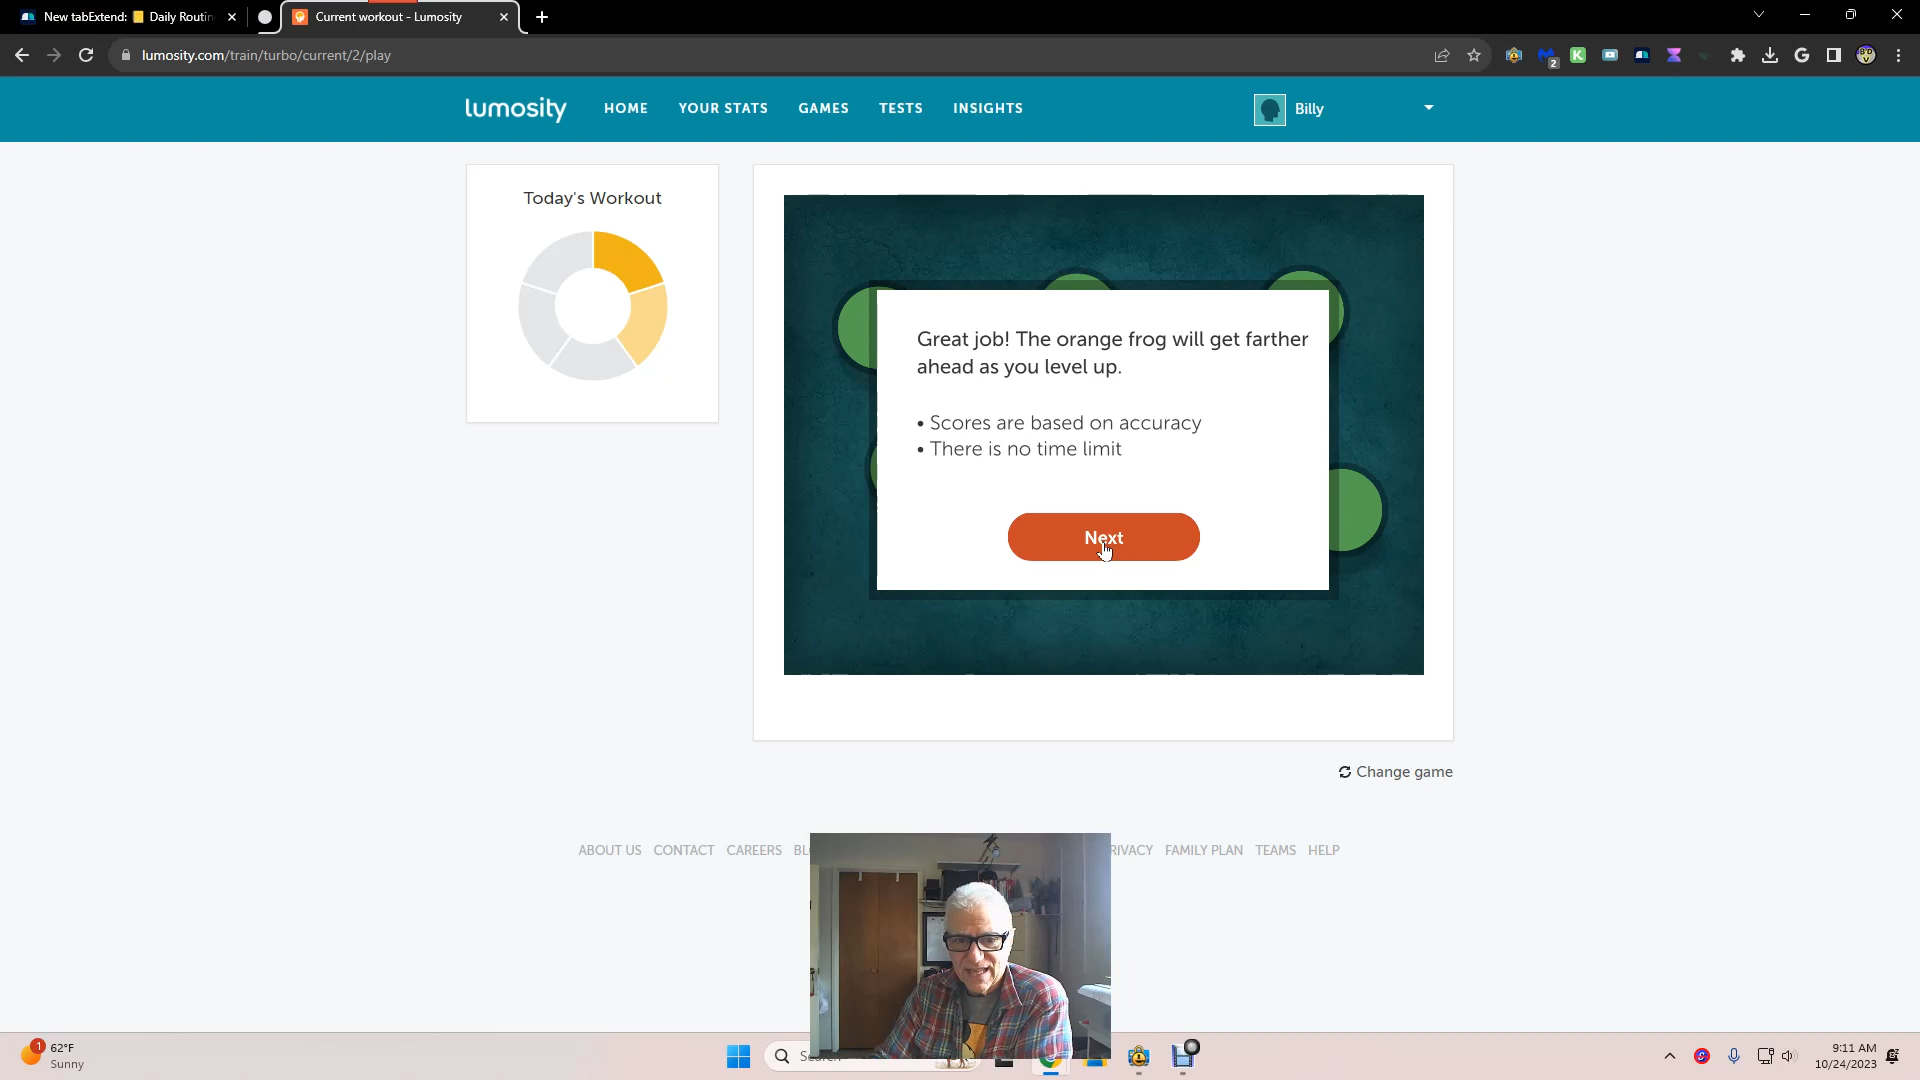 New tabExtend: 📒 Daily Routin
Current workout - Lumosity
lumosity.com/train/turbo/current/2/play
2
lumosity
HOME
YOUR STATS
GAMES
TESTS
INSIGHTS
Billy
Today's Workout
Great job! The orange frog will get farther
ahead as you level up.
• Scores are based on accuracy
• There is no time limit
Next
Change game
ABOUT US
CONTACT
CAREERS
FAMILY PLAN
TEAMS
HELP
1
62°F
Sunny
9:11 AM
10/24/2023